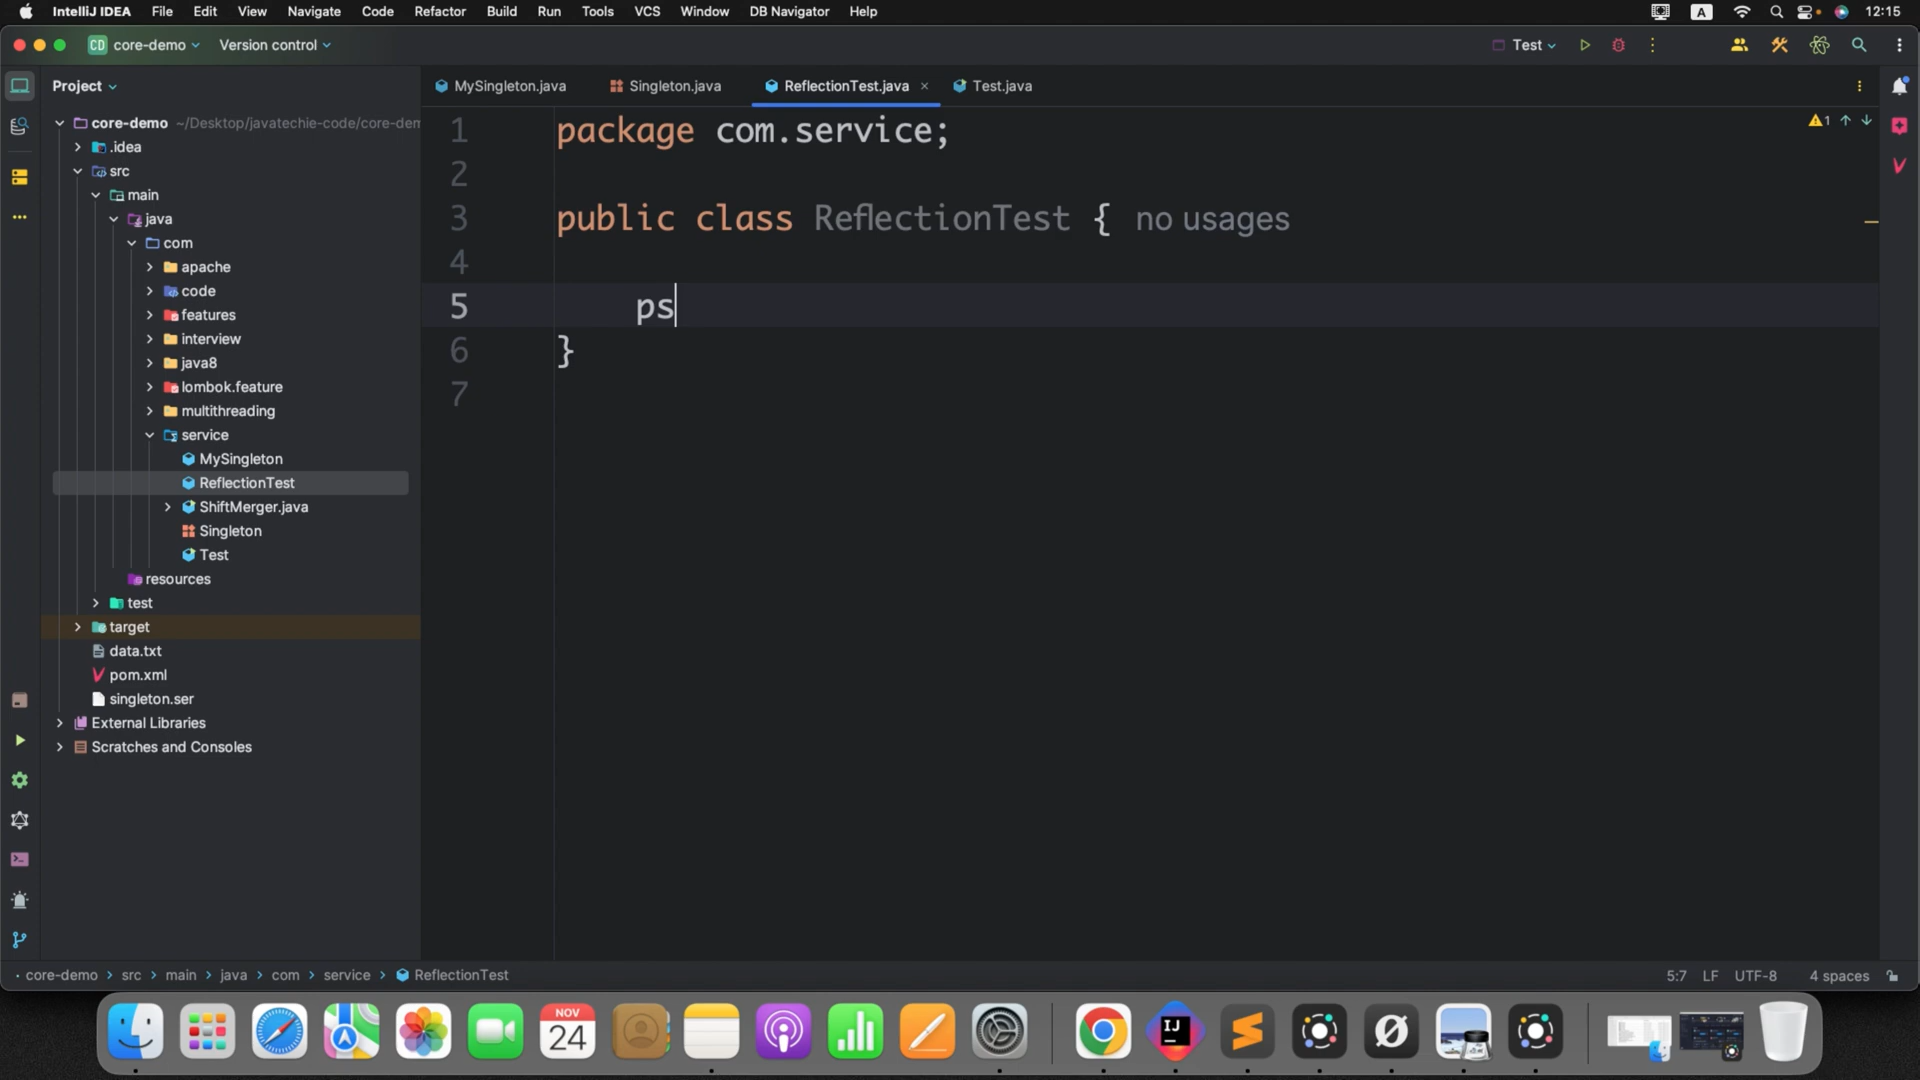 IntelliJ IDEA File Edit View Navigate Code Refactor Build Run Tools VCS Window DB Navigator Help A 12:15
CD core-demo Version control Test
Project
MySingleton.java Singleton.java ReflectionTest.java Test.java
core-demo ~/Desktop/javatechie-code/core-dem
.idea
src
main
java
com
apache
code
features
interview
java8
lombok.feature
multithreading
service
MySingleton
ReflectionTest
ShiftMerger.java
Singleton
Test
resources
test
target
data.txt
pom.xml
singleton.ser
External Libraries
Scratches and Consoles
1 package com.service;
2
3 public class ReflectionTest { no usages
4
5 ps
6 }
7
1
core-demo > src > main > java > com > service > ReflectionTest 5:7 LF UTF-8 4 spaces
NOV
24
IJ